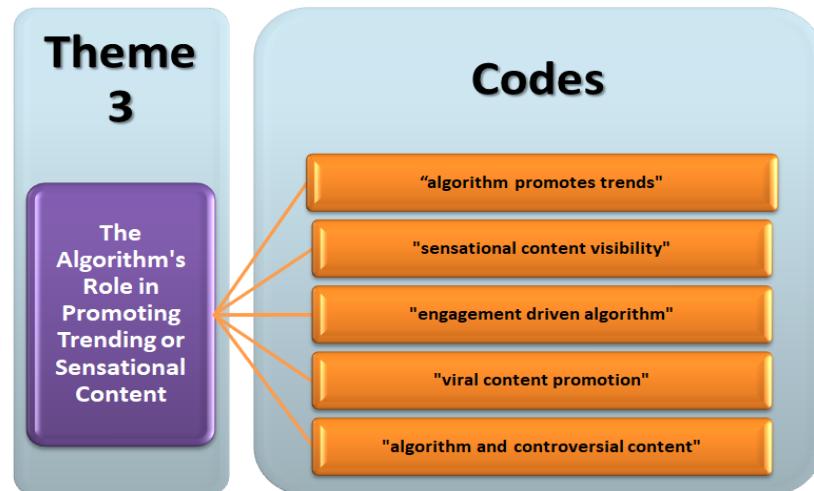 Theme
3
The
Algorithm's
Role in
Promoting
Trending or
Sensational
Content
Codes
“algorithm promotes trends"
"sensational content visibility"
"engagement driven algorithm"
"viral content promotion"
"algorithm and controversial content"